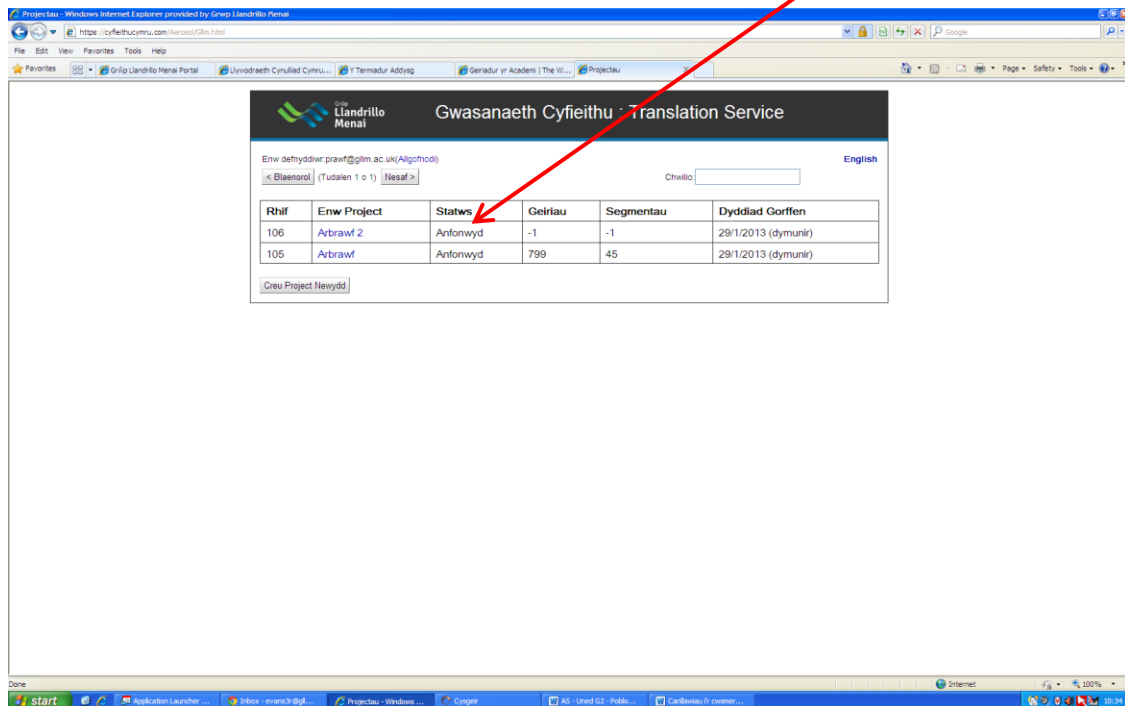 Projectau - Windows Internet Explorer provided by Grwp Llandrillo Menai
https://cyfieithucymru.com/Aerosol/Glim.html
Google
File Edit View Favorites Tools Help
Favorites Grŵp Llandrillo Menai Portal Llywodraeth Cynulliad Cymru... Y Termiadur Addysg Geiriadur yr Academi | The W... Projectau Page Safety Tools
Grŵp
Llandrillo
Menai
Gwasanaeth Cyfieithu : Translation Service
Enw defnyddiwr:prawf@gllm.ac.uk(Allgofnodi) English
< Blaenorol (Tudalen 1 o 1) Nesaf > Chwilio:
Rhif Enw Project Statws Geiriau Segmentau Dyddiad Gorffen
106 Arbrawf 2 Anfonwyd -1 -1 29/1/2013 (dymunir)
105 Arbrawf Anfonwyd 799 45 29/1/2013 (dymunir)
Creu Project Newydd
Done Internet 100%
start Application Launcher ... Inbox - evans3r@gll... Projectau - Windows ... Cysgeir AS - Uned G2 -Poblo... Canllawiau i'r cwsmer... 10:34